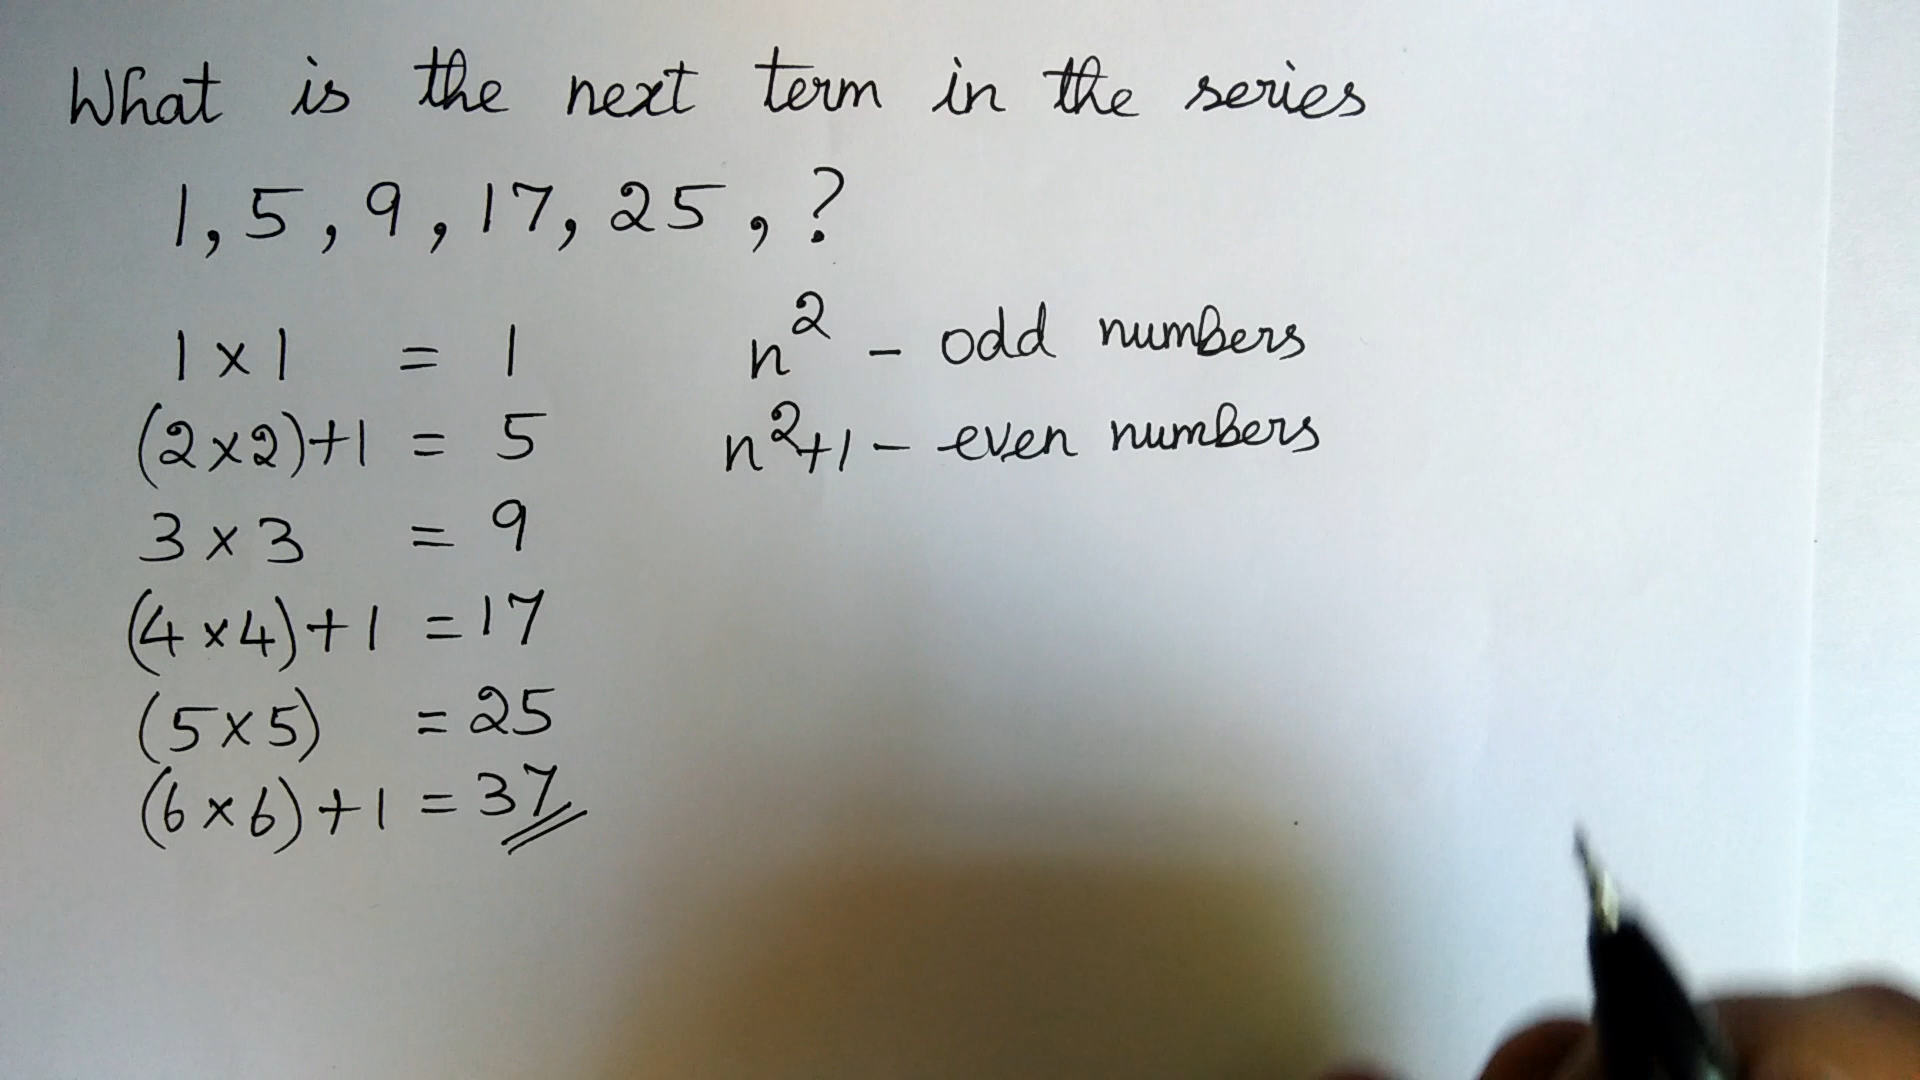 What is the next term in the series
1, 5, 9, 17, 25, ?
1 x 1 = 1 n² - odd numbers
(2 x 2) + 1 = 5 n² + 1 - even numbers
3 x 3 = 9
(4 x 4) + 1 = 17
(5 x 5) = 25
(6 x 6) + 1 = 37